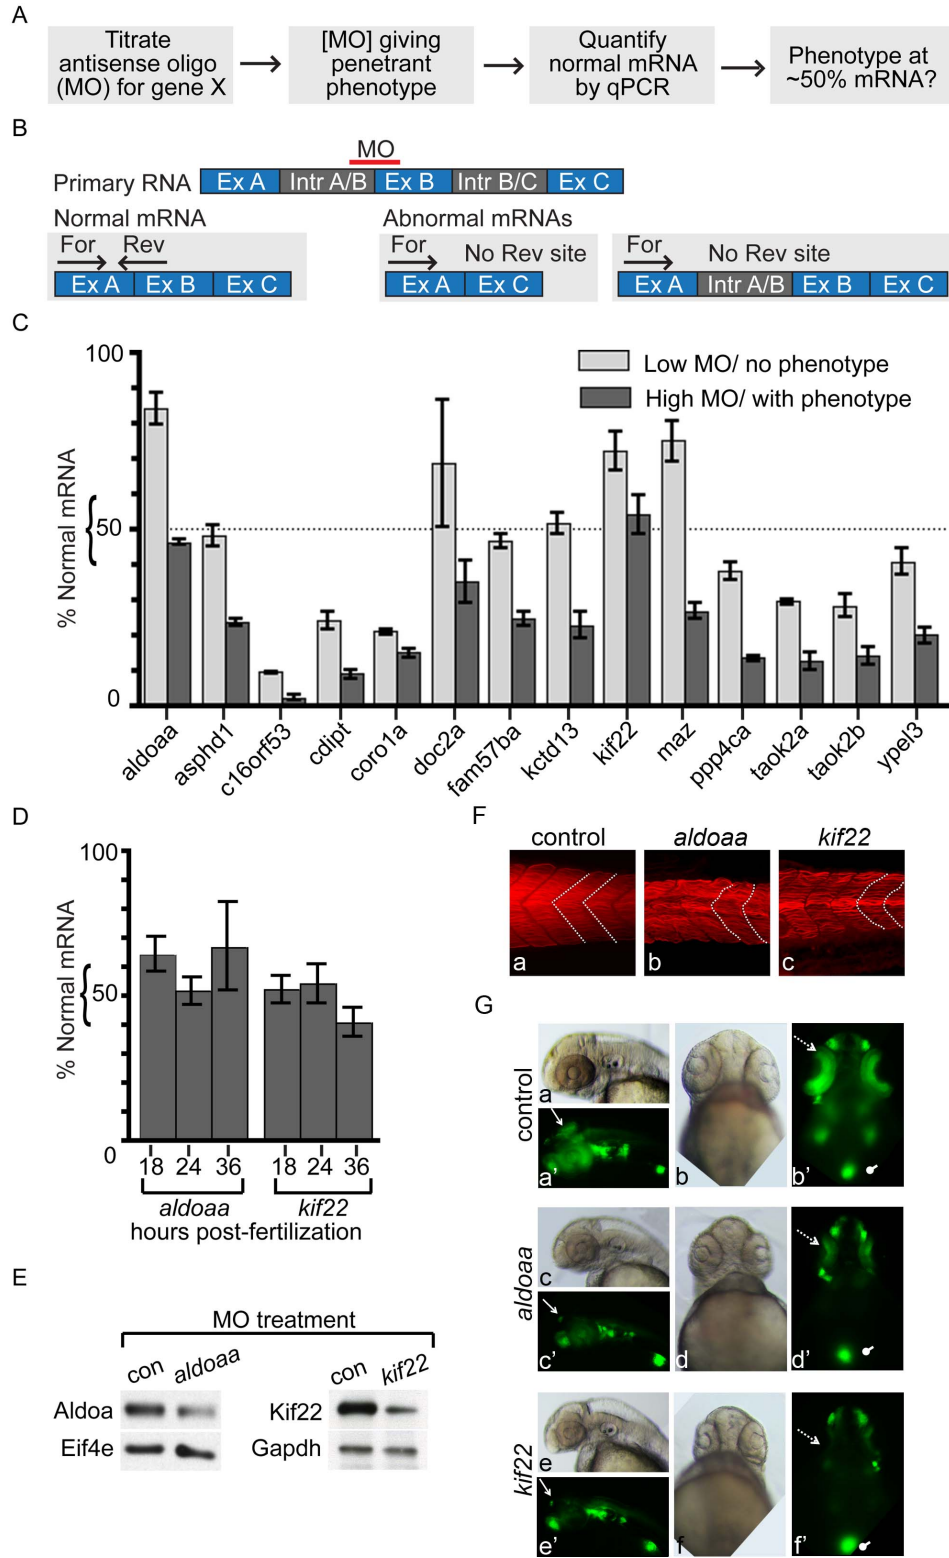 A
Titrate
antisense oligo
(MO) for gene X
[MO] giving
penetrant
phenotype
Quantify
normal mRNA
by qPCR
Phenotype at
~50% mRNA?
B
MO
Primary RNA
Ex A Intr A/B Ex B Intr B/C Ex C
Normal mRNA
For Rev
Ex A Ex B Ex C
Abnormal mRNAs
For No Rev site
Ex A Ex C
For No Rev site
Ex A Intr A/B Ex B Ex C
C
100
50
0
% Normal mRNA
Low MO/ no phenotype
High MO/ with phenotype
aldoaa
asphd1
c16orf53
cdipt
coro1a
doc2a
fam57ba
kctd13
kif22
maz
ppp4ca
taok2a
taok2b
ypel3
D
100
50
0
% Normal mRNA
18 24 36 18 24 36
aldoaa kif22
hours post-fertilization
E
MO treatment
con aldoaa
Aldoa
Eif4e
con kif22
Kif22
Gapdh
F
control aldoaa kif22
a b c
G
control
a
a'
b
b'
aldoaa
c
c'
d
d'
kif22
e
e'
f
f'